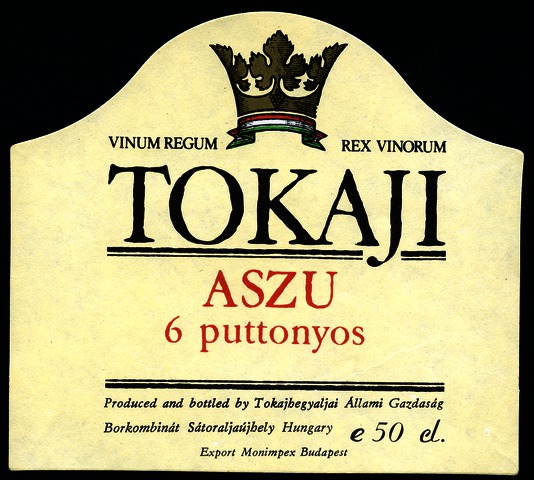 VINUM REGUM REX VINORUM
TOKAJI
ASZU
6 puttonyos
Produced and bottled by Tokajhegyaljai Állami Gazdaság
Borkombinát Sátoraljaújhely Hungary e 50 cl.
Export Monimpex Budapest